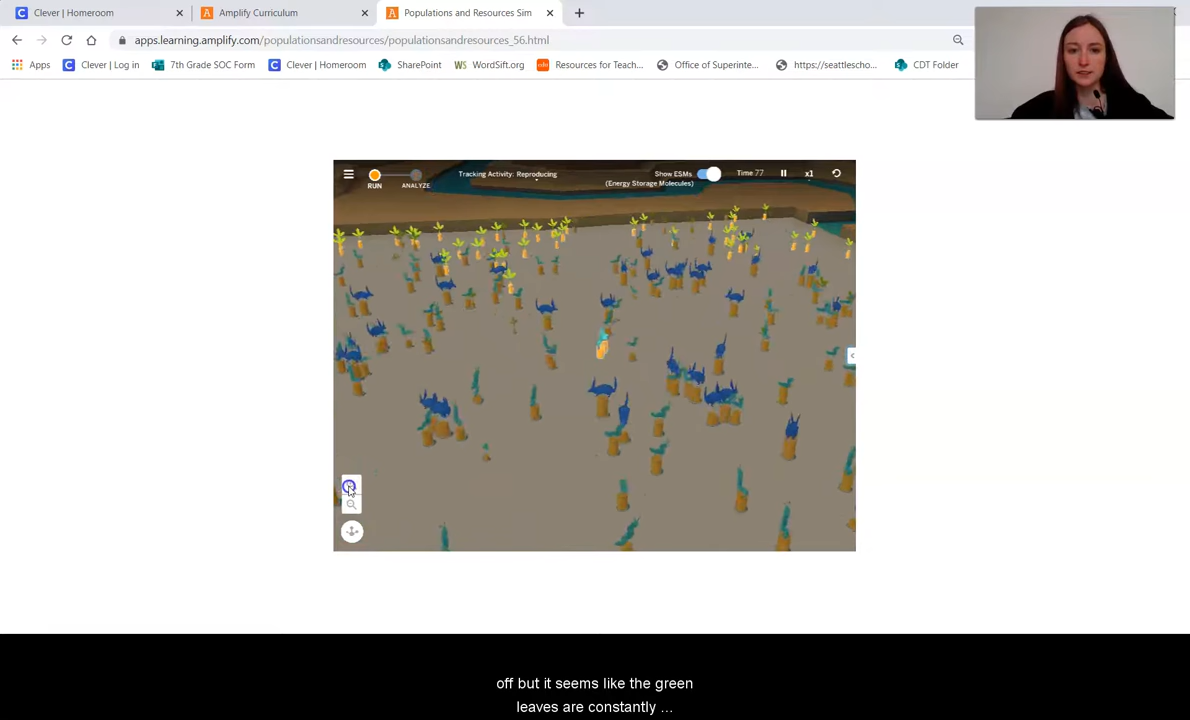 Clever | Homeroom
Amplify Curriculum
Populations and Resources Sim
apps.learning.amplify.com/populationsandresources/populationsandresources_56.html
Apps
Clever | Log in
7th Grade SOC Form
Clever | Homeroom
SharePoint
WordSift.org
Resources for Teach...
Office of Superinte...
https://seattlescho...
CDT Folder
RUN
ANALYZE
Tracking Activity: Reproducing
Show ESMs
(Energy Storage Molecules)
Time 77
x1
off but it seems like the green
leaves are constantly ...